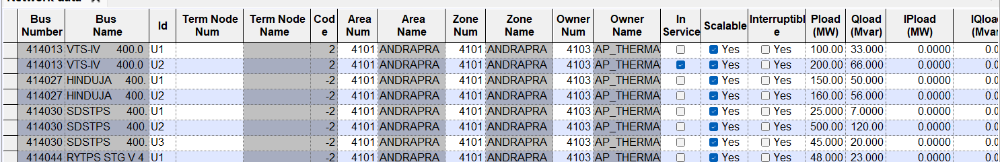 Bus Number Bus Name Id Term Node Num Term Node Name Cod e Area Num Area Name Zone Num Zone Name Owner Num Owner Name In Service Scalable Interruptibl e Pload (MW) Qload (Mvar) IPload (MW) IQloa (Mvar
414013 VTS-IV 400.0 U1 2 4101 ANDRAPRA 4101 ANDRAPRA 4103 AP_THERMA Yes Yes 100.00 33.000 0.0000 0.0
414013 VTS-IV 400.0 U2 2 4101 ANDRAPRA 4101 ANDRAPRA 4103 AP_THERMA Yes Yes 200.00 66.000 0.0000 0.0
414027 HINDUJA 400. U1 -2 4101 ANDRAPRA 4101 ANDRAPRA 4103 AP_THERMA Yes Yes 150.00 50.000 0.0000 0.0
414027 HINDUJA 400. U2 -2 4101 ANDRAPRA 4101 ANDRAPRA 4103 AP_THERMA Yes Yes 160.00 56.000 0.0000 0.0
414030 SDSTPS 400. U1 -2 4101 ANDRAPRA 4101 ANDRAPRA 4103 AP_THERMA Yes Yes 25.000 7.0000 0.0000 0.0
414030 SDSTPS 400. U2 -2 4101 ANDRAPRA 4101 ANDRAPRA 4103 AP_THERMA Yes Yes 500.00 120.00 0.0000 0.0
414030 SDSTPS 400. U3 -2 4101 ANDRAPRA 4101 ANDRAPRA 4103 AP_THERMA Yes Yes 45.000 20.000 0.0000 0.0
414044 RYTPS STG V 4 U1 -2 4101 ANDRAPRA 4101 ANDRAPRA 4103 AP_THERMA Yes Yes 48.000 23.000 0.0000 0.0